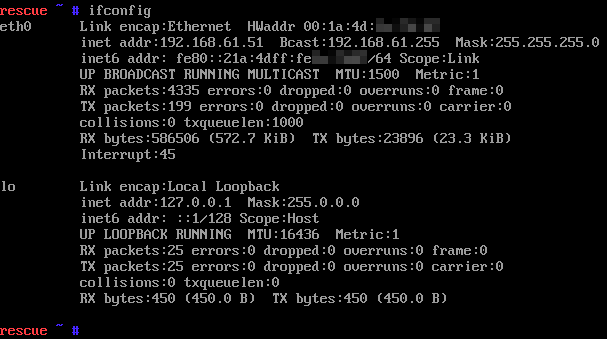 rescue ~ # ifconfig
eth0      Link encap:Ethernet  HWaddr 00:1a:4d:
          inet addr:192.168.61.51  Bcast:192.168.61.255  Mask:255.255.255.0
          inet6 addr: fe80::21a:4dff:fe /64 Scope:Link
          UP BROADCAST RUNNING MULTICAST  MTU:1500  Metric:1
          RX packets:4335 errors:0 dropped:0 overruns:0 frame:0
          TX packets:199 errors:0 dropped:0 overruns:0 carrier:0
          collisions:0 txqueuelen:1000
          RX bytes:586506 (572.7 KiB)  TX bytes:23896 (23.3 KiB)
          Interrupt:45
lo        Link encap:Local Loopback
          inet addr:127.0.0.1  Mask:255.0.0.0
          inet6 addr: ::1/128 Scope:Host
          UP LOOPBACK RUNNING  MTU:16436  Metric:1
          RX packets:25 errors:0 dropped:0 overruns:0 frame:0
          TX packets:25 errors:0 dropped:0 overruns:0 carrier:0
          collisions:0 txqueuelen:0
          RX bytes:450 (450.0 B)  TX bytes:450 (450.0 B)
rescue ~ #